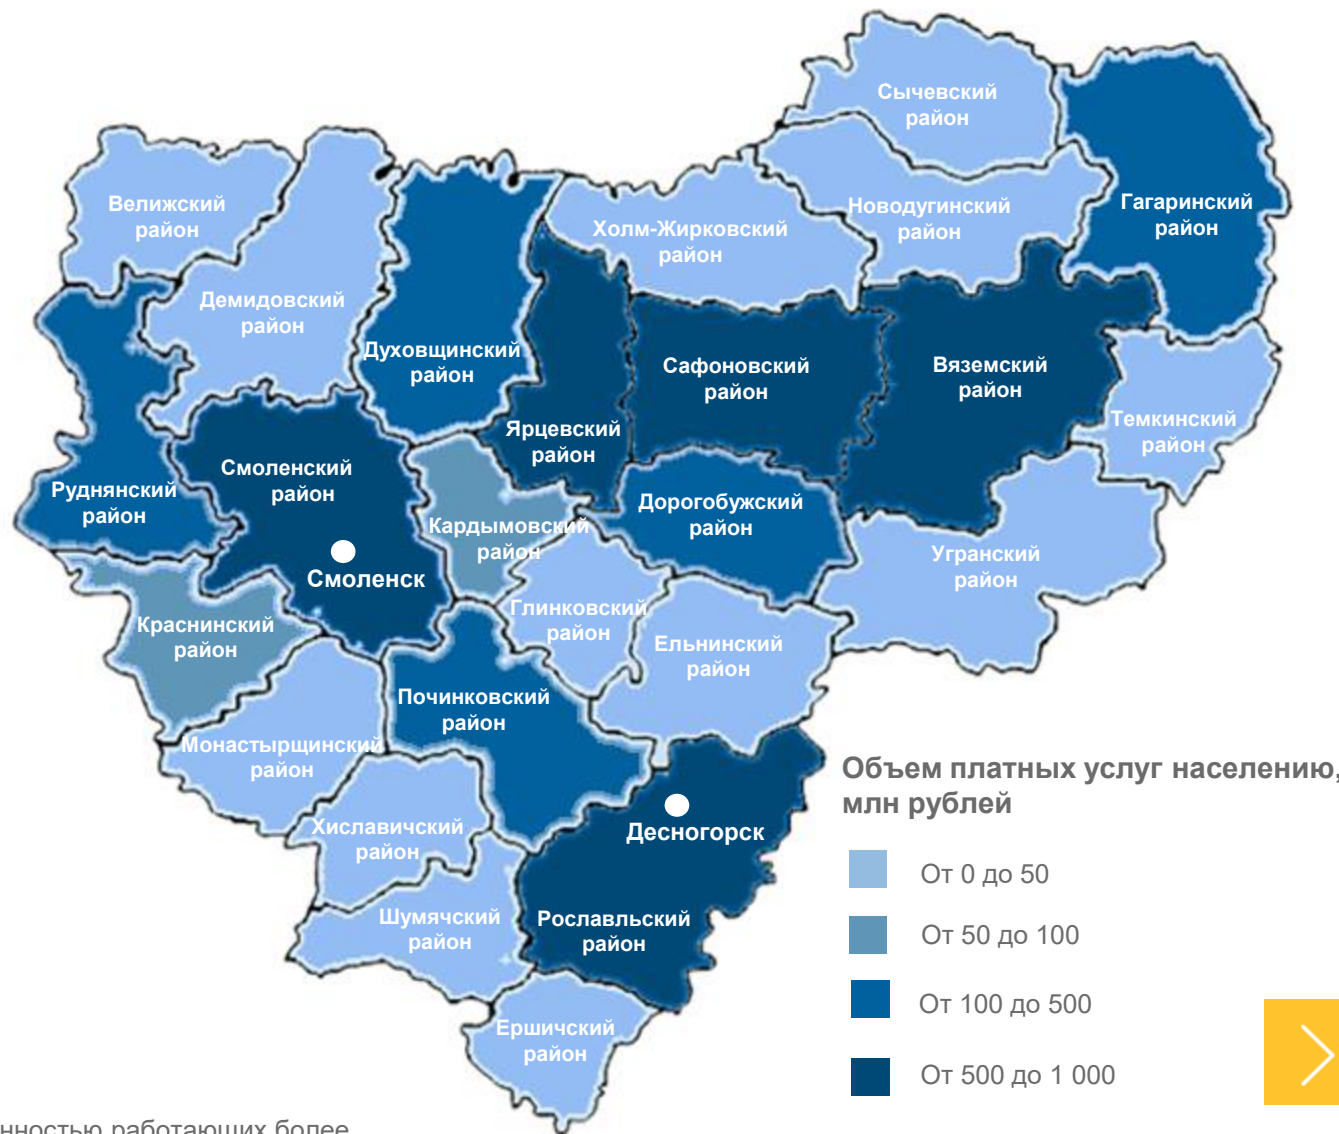 Сычевский
район
Велижский
район
Новодугинский
район
Гагаринский
район
Холм-Жирковский
район
Демидовский
район
Духовщинский
район
Сафоновский
район
Вяземский
район
Темкинский
район
Ярцевский
район
Смоленский
район
Руднянский
район
Дорогобужский
район
Кардымовский
район
Угранский
район
Смоленск
Глинковский
район
Краснинский
район
Ельнинский
район
Починковский
район
Монастырщинский
район
Хиславичский
район
Десногорск
Шумячский
район
Рославльский
район
Ершичский
район
Объем платных услуг населению,
млн рублей
От 0 до 50
От 50 до 100
От 100 до 500
От 500 до 1 000
нностью работающих более